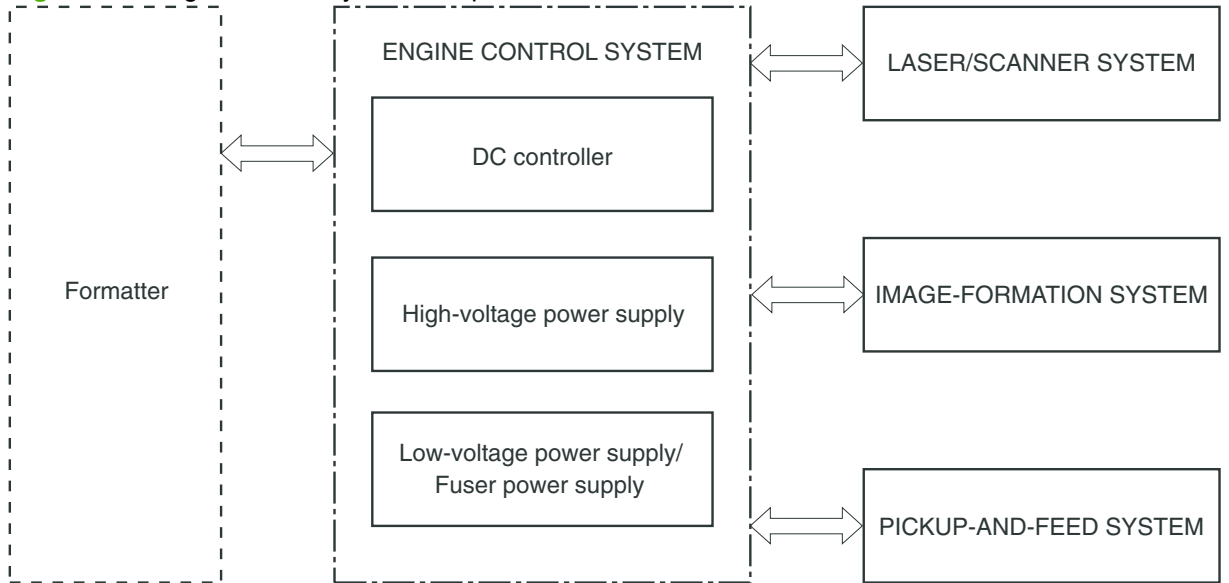 ENGINE CONTROL SYSTEM
LASER/SCANNER SYSTEM
DC controller
Formatter
High-voltage power supply
IMAGE-FORMATION SYSTEM
Low-voltage power supply/
Fuser power supply
PICKUP-AND-FEED SYSTEM